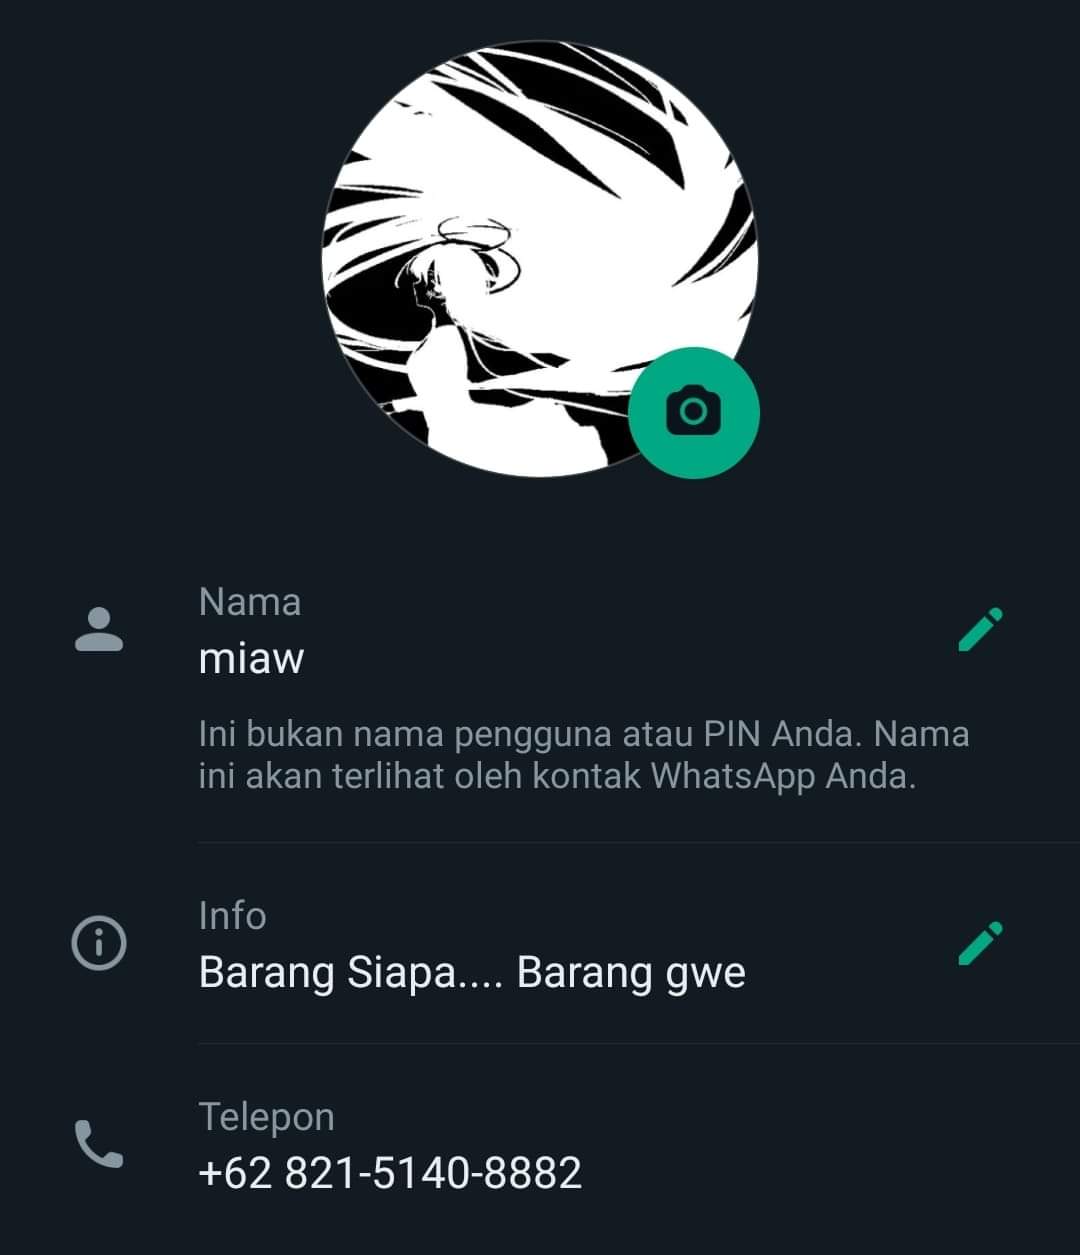 Nama
miaw
Ini bukan nama pengguna atau PIN Anda. Nama
ini akan terlihat oleh kontak WhatsApp Anda.
Info
Barang Siapa.... Barang gwe
Telepon
+62 821-5140-8882